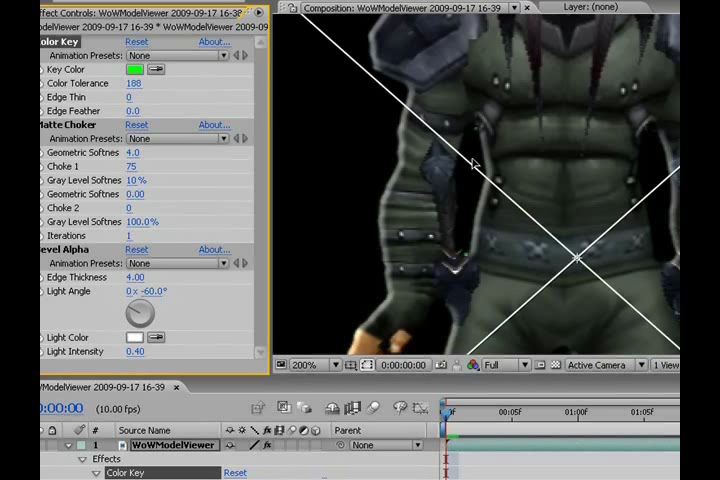 ffect Controls: WoWModelViewer 2009-09-17 16-38
WoWModelViewer 2009-09-17 16-39 * WoWModelViewer 2009-09
olor Key Reset About...
Animation Presets: None
Key Color
Color Tolerance 188
Edge Thin 0
Edge Feather 0.0
Matte Choker Reset About...
Animation Presets: None
Geometric Softnes 4.0
Choke 1 75
Gray Level Softnes 10 %
Geometric Softnes 0.00
Choke 2 0
Gray Level Softnes 100.0%
Iterations 1
evel Alpha Reset About...
Animation Presets: None
Edge Thickness 4.00
Light Angle 0 x -60.0°
Light Color
Light Intensity 0.40
Composition: WoWModelViewer 2009-09-17 16-39
Layer: (none)
200% 0:00:00:00 Full Active Camera 1 View
WModelViewer 2009-09-17 16-39
0:00:00 (10.00 fps)
# Source Name Parent
00:05f 01:00f 01:05f
1 WoWModelViewer None
Effects
Color Key Reset